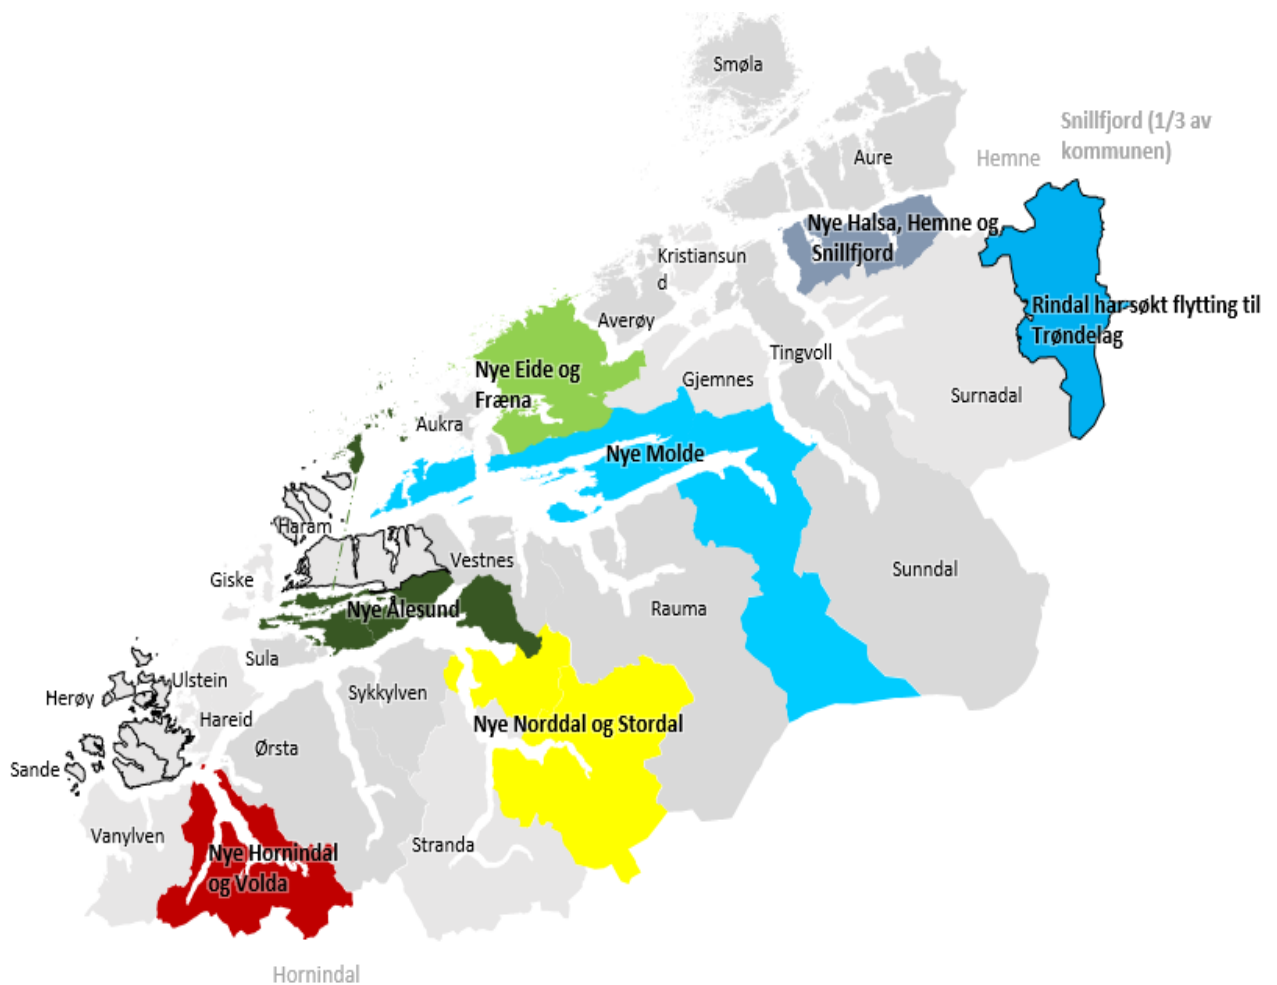 Smøla
Snillfjord (1/3 av
kommunen)
Hemne
Aure
Nye Halsa, Hemne og
Snillfjord
Kristiansun
d
Rindal har søkt flytting til
Trøndelag
Averøy
Tingvoll
Nye Eide og
Fræna
Gjemnes
Surnadal
Aukra
Nye Molde
Haram
Vestnes
Giske
Sunndal
Nye Ålesund
Rauma
Sula
Ulstein
Herøy
Sykkylven
Hareid
Nye Norddal og Stordal
Ørsta
Sande
Vanylven
Stranda
Nye Hornindal
og Volda
Hornindal